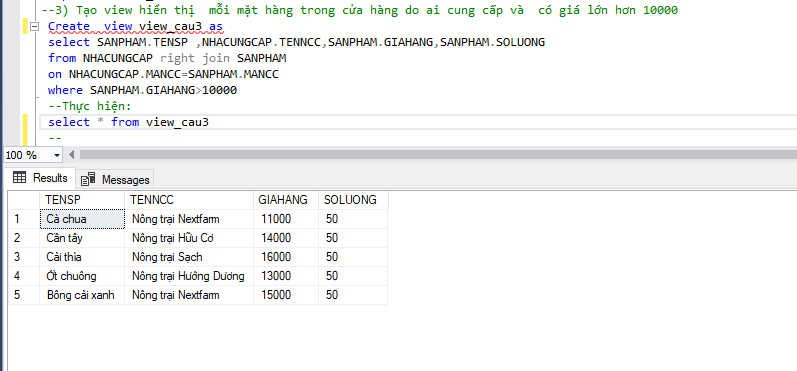 --3) Tạo view hiển thị  mỗi mặt hàng trong cửa hàng do ai cung cấp và  có giá lớn hơn 10000
Create  view view_cau3 as
select SANPHAM.TENSP ,NHACUNGCAP.TENNCC,SANPHAM.GIAHANG,SANPHAM.SOLUONG
from NHACUNGCAP right join SANPHAM
on NHACUNGCAP.MANCC=SANPHAM.MANCC
where SANPHAM.GIAHANG>10000
--Thực hiện:
select * from view_cau3
--
100 %
Results Messages
TENSP TENNCC GIAHANG SOLUONG
1 Cà chua Nông trại Nextfarm 11000 50
2 Cần tây Nông trại Hữu Cơ 14000 50
3 Cải thìa Nông trại Sạch 16000 50
4 Ớt chuông Nông trại Hướng Dương 13000 50
5 Bông cải xanh Nông trại Nextfarm 15000 50